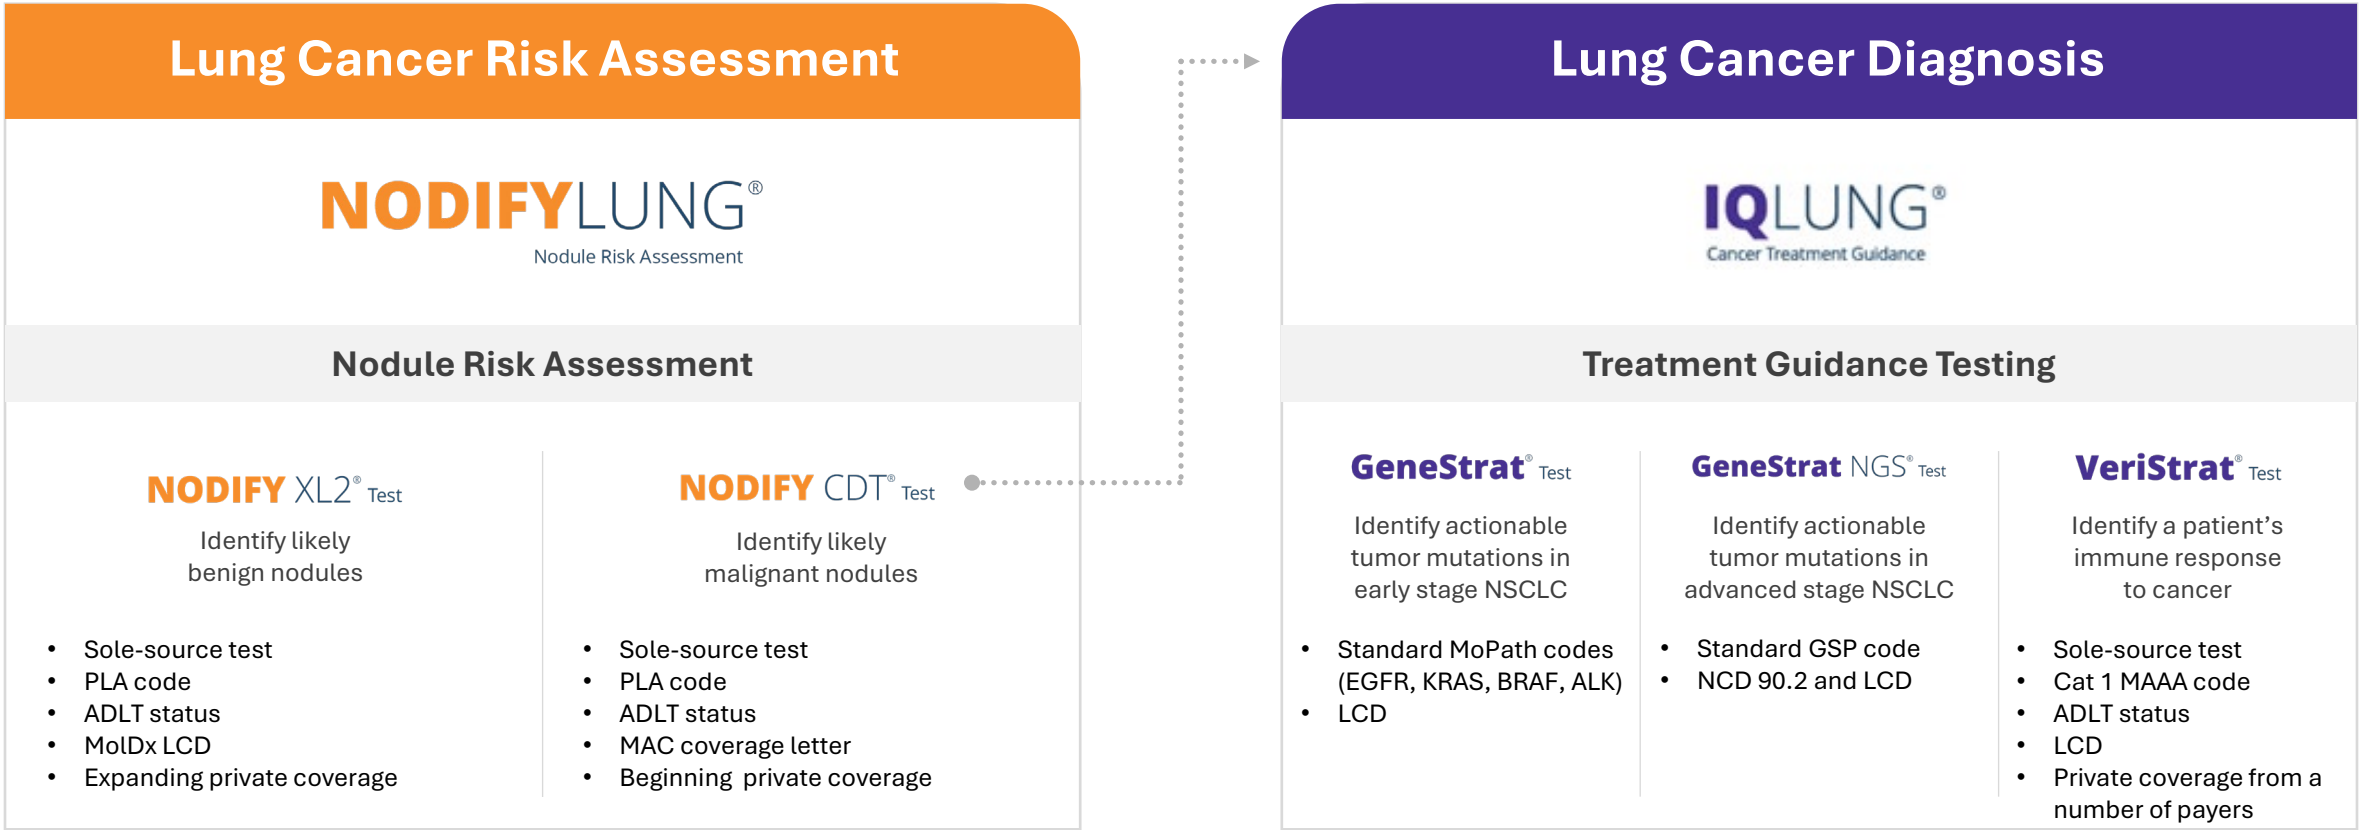 Lung Cancer Risk Assessment
NODIFYLUNG®
Nodule Risk Assessment
Nodule Risk Assessment
NODIFY XL2® Test
Identify likely
benign nodules
• Sole-source test
• PLA code
• ADLT status
• MolDx LCD
• Expanding private coverage
NODIFY CDT® Test
Identify likely
malignant nodules
• Sole-source test
• PLA code
• ADLT status
• MAC coverage letter
• Beginning private coverage
Lung Cancer Diagnosis
IQLUNG®
Cancer Treatment Guidance
Treatment Guidance Testing
GeneStrat® Test
Identify actionable
tumor mutations in
early stage NSCLC
• Standard MoPath codes
(EGFR, KRAS, BRAF, ALK)
• LCD
GeneStrat NGS® Test
Identify actionable
tumor mutations in
advanced stage NSCLC
• Standard GSP code
• NCD 90.2 and LCD
VeriStrat® Test
Identify a patient's
immune response
to cancer
• Sole-source test
• Cat 1 MAAA code
• ADLT status
• LCD
• Private coverage from a
number of payers